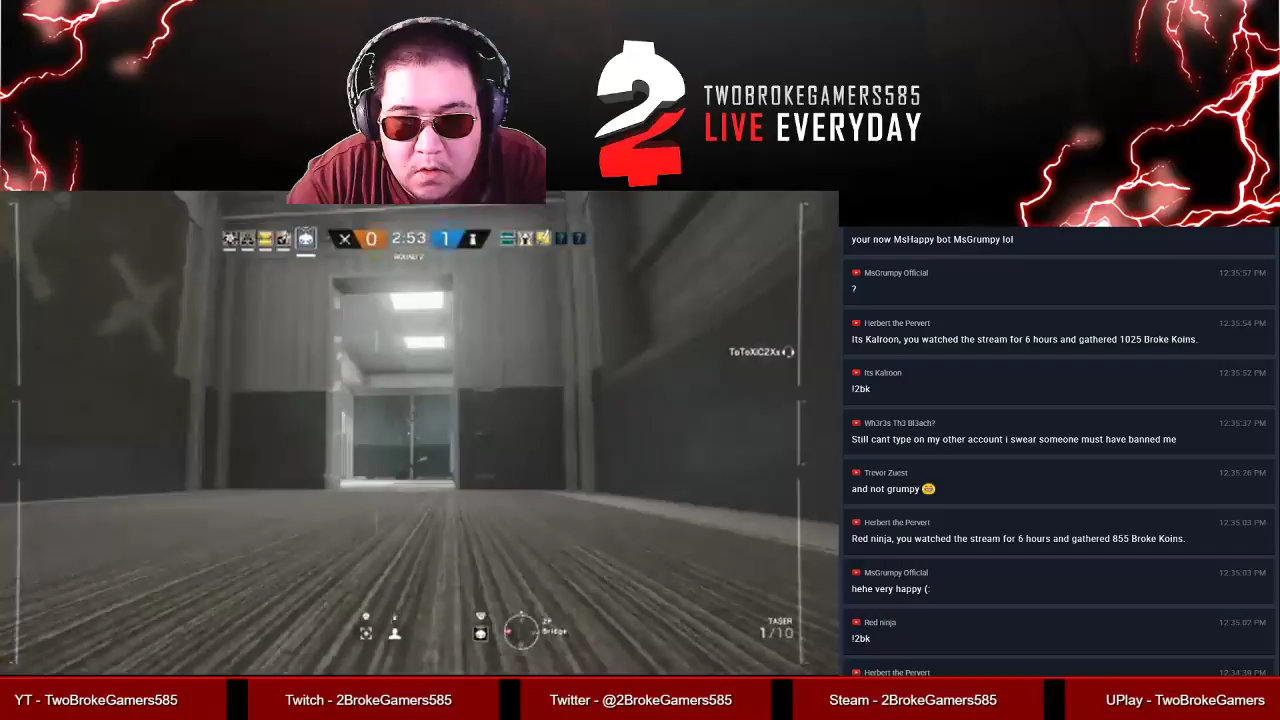 TWOBROKEGAMERS585
LIVE EVERYDAY
0 2:53 1
ToToXiC2Xx
2F
Bridge
TASER
1/10
your now MsHappy bot MsGrumpy lol
MsGrumpy Official 12:35:57 PM
?
Herbert the Pervert 12:35:54 PM
Its Kalroon, you watched the stream for 6 hours and gathered 1025 Broke Koins.
Its Kalroon 12:35:52 PM
!2bk
Wh3r3s Th3 Bl3ach? 12:35:37 PM
Still cant type on my other account i swear someone must have banned me
Trevor Zuest 12:35:26 PM
and not grumpy 😂
Herbert the Pervert 12:35:03 PM
Red ninja, you watched the stream for 6 hours and gathered 855 Broke Koins.
MsGrumpy Official 12:35:03 PM
hehe very happy (:
Red ninja 12:35:02 PM
!2bk
Herbert the Pervert 12:34:39 PM
YT - TwoBrokeGamers585
Twitch - 2BrokeGamers585
Twitter - @2BrokeGamers585
Steam - 2BrokeGamers585
UPlay - TwoBrokeGamers